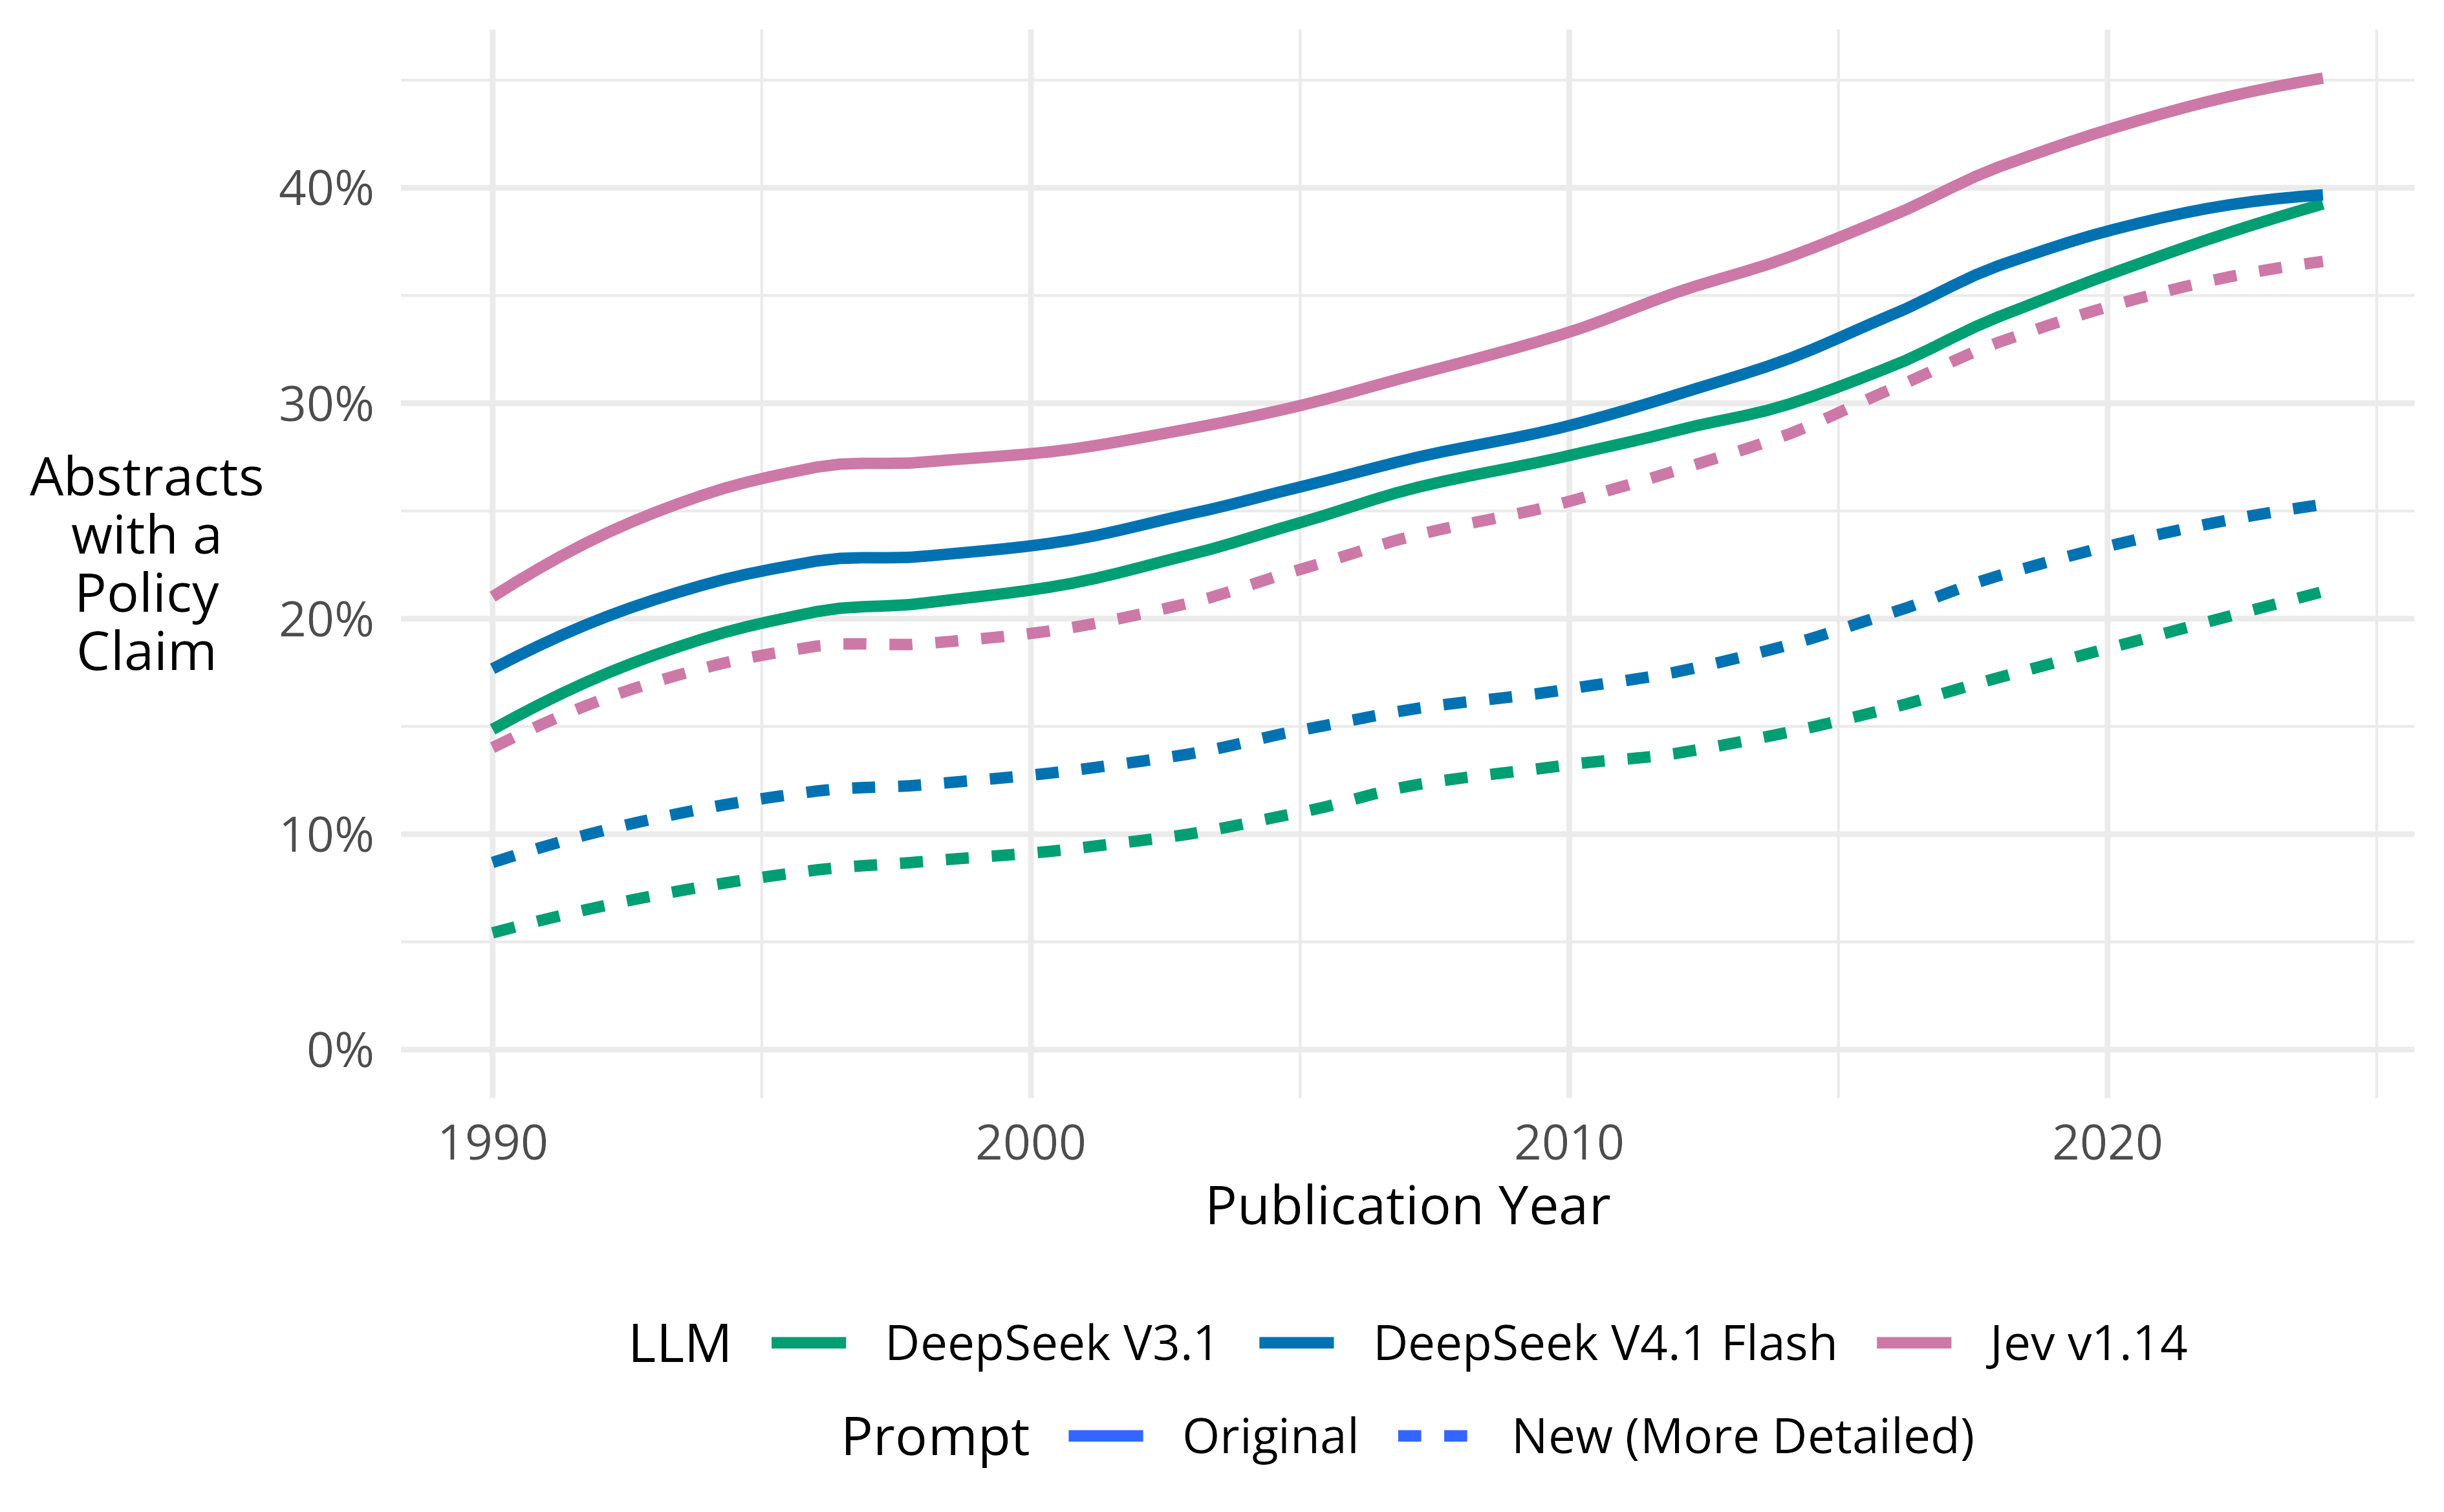 40%
30%
20%
10%
0%
Abstracts
with a
Policy
Claim
1990 2000 2010 2020
Publication Year
LLM DeepSeek V3.1 DeepSeek V4.1 Flash Jev v1.14
Prompt Original New (More Detailed)